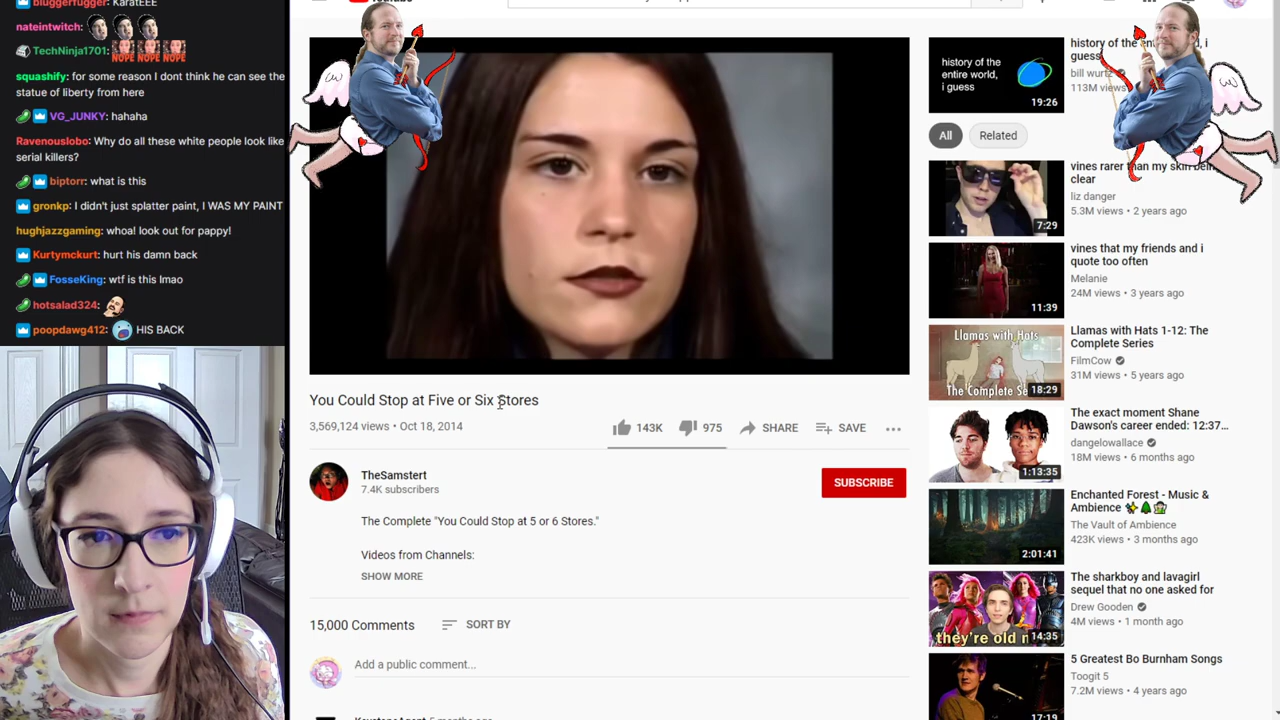 bluggerfugger: KaratEEE
nateintwitch:
TechNinja1701: NOPE NOPE NOPE
squashify: for some reason I dont think he can see the
statue of liberty from here
VG_JUNKY: hahaha
Ravenouslobo: Why do all these white people look like
serial killers?
biptorr: what is this
gronkp: I didn't just splatter paint, I WAS MY PAINT
hughjazzgaming: whoa! look out for pappy!
Kurtymckurt: hurt his damn back
FosseKing: wtf is this lmao
hotsalad324:
poopdawg412: HIS BACK
You Could Stop at Five or Six Stores
3,569,124 views • Oct 18, 2014
143K
975
SHARE
SAVE
TheSamstert
7.4K subscribers
SUBSCRIBE
The Complete "You Could Stop at 5 or 6 Stores."
Videos from Channels:
SHOW MORE
15,000 Comments
SORT BY
Add a public comment...
history of the
entire world,
i guess
19:26
history of the
guess
bill wurtz
113M views
All
Related
7:29
vines rarer than my skin being
clear
liz danger
5.3M views • 2 years ago
11:39
vines that my friends and i
quote too often
Melanie
24M views • 3 years ago
Llamas with Hats
The Complete Se
18:29
Llamas with Hats 1-12: The
Complete Series
FilmCow
31M views • 5 years ago
1:13:35
The exact moment Shane
Dawson's career ended: 12:37...
dangelowallace
18M views • 6 months ago
2:01:41
Enchanted Forest - Music &
Ambience
The Vault of Ambience
423K views • 3 months ago
they're old
14:35
The sharkboy and lavagirl
sequel that no one asked for
Drew Gooden
4M views • 1 month ago
17:19
5 Greatest Bo Burnham Songs
Toogit 5
7.2M views • 4 years ago